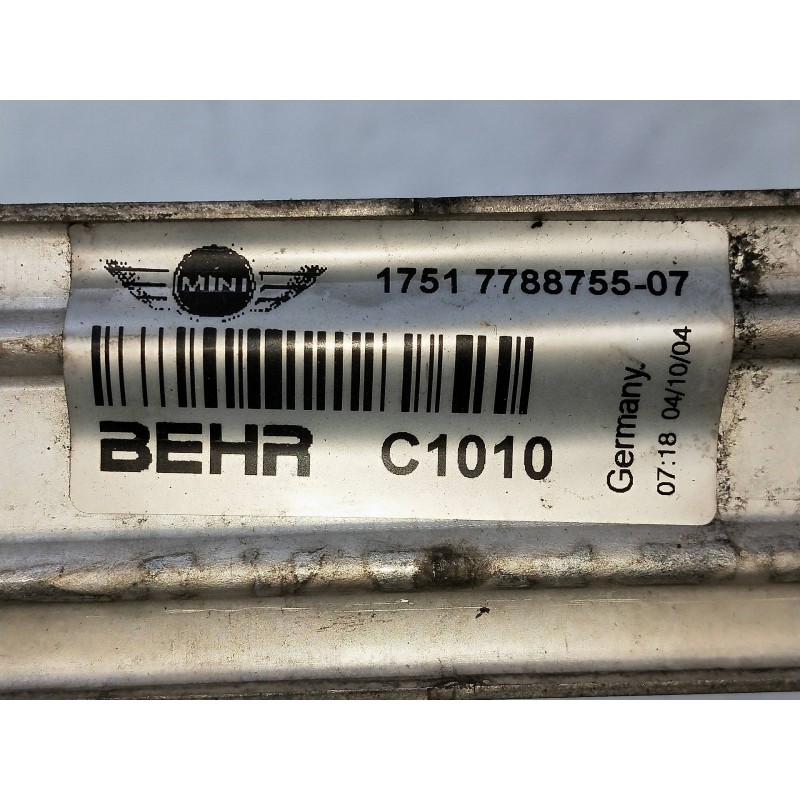 MINI
1751 7788755-07
BEHR C1010
Germany.
07:18 04/10/04